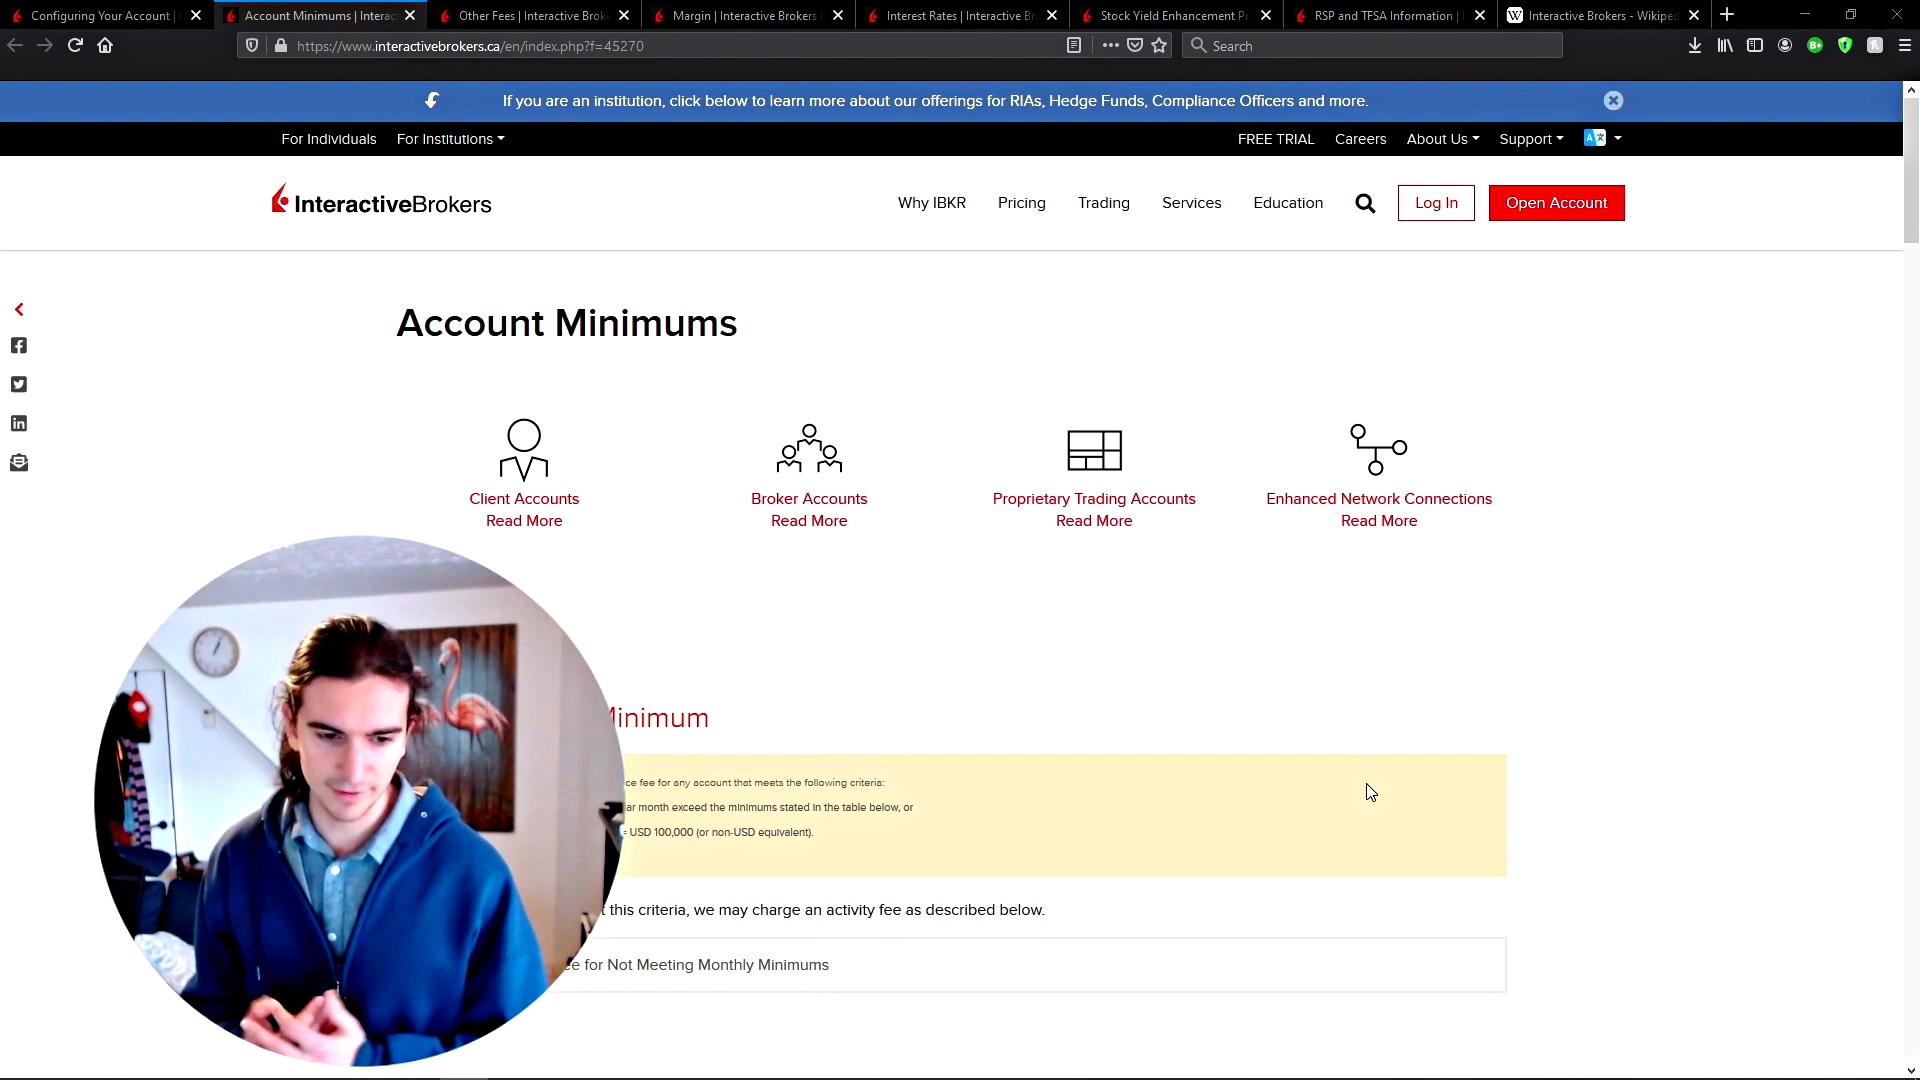 Configuring Your Account |
Account Minimums | Interac
Other Fees | Interactive Broke
Margin | Interactive Brokers
Interest Rates | Interactive Br
Stock Yield Enhancement Pr
RSP and TFSA Information |
Interactive Brokers - Wikiped
https://www.interactivebrokers.ca/en/index.php?f=45270
Search
If you are an institution, click below to learn more about our offerings for RIAs, Hedge Funds, Compliance Officers and more.
For Individuals
For Institutions
FREE TRIAL
Careers
About Us
Support
InteractiveBrokers
Why IBKR
Pricing
Trading
Services
Education
Log In
Open Account
Account Minimums
Client Accounts
Read More
Broker Accounts
Read More
Proprietary Trading Accounts
Read More
Enhanced Network Connections
Read More
Minimum
ce fee for any account that meets the following criteria:
ar month exceed the minimums stated in the table below, or
= USD 100,000 (or non-USD equivalent).
t this criteria, we may charge an activity fee as described below.
ee for Not Meeting Monthly Minimums